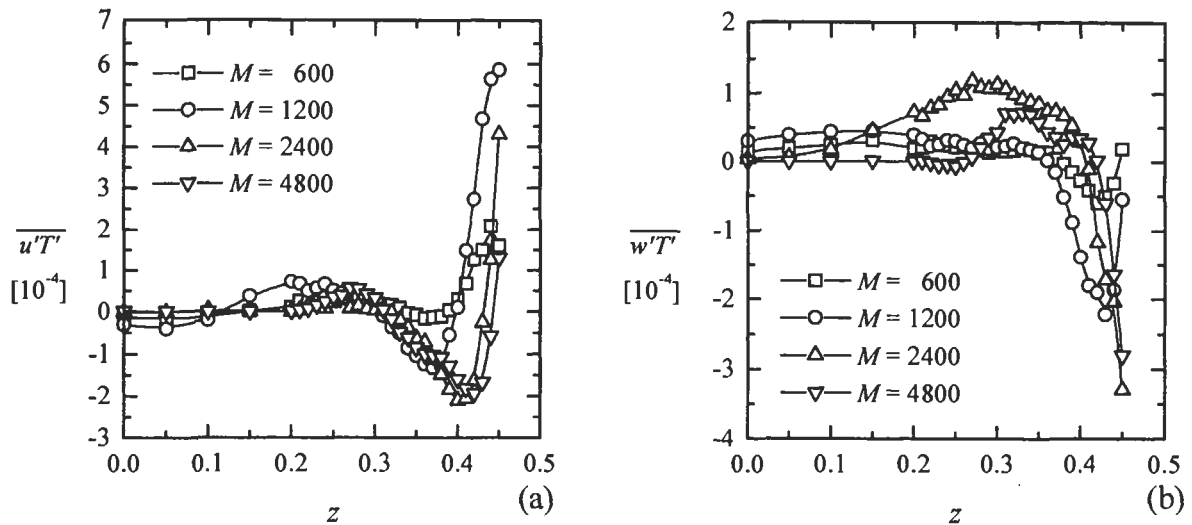 7
6
5
4
3
2
1
0
-1
-2
-3
M = 600
M = 1200
M = 2400
M = 4800
u'T'
[10⁻⁴]
0.0 0.1 0.2 0.3 0.4 0.5
z
(a)
2
1
0
-1
-2
-3
-4
w'T'
[10⁻⁴]
M = 600
M = 1200
M = 2400
M = 4800
0.0 0.1 0.2 0.3 0.4 0.5
z
(b)